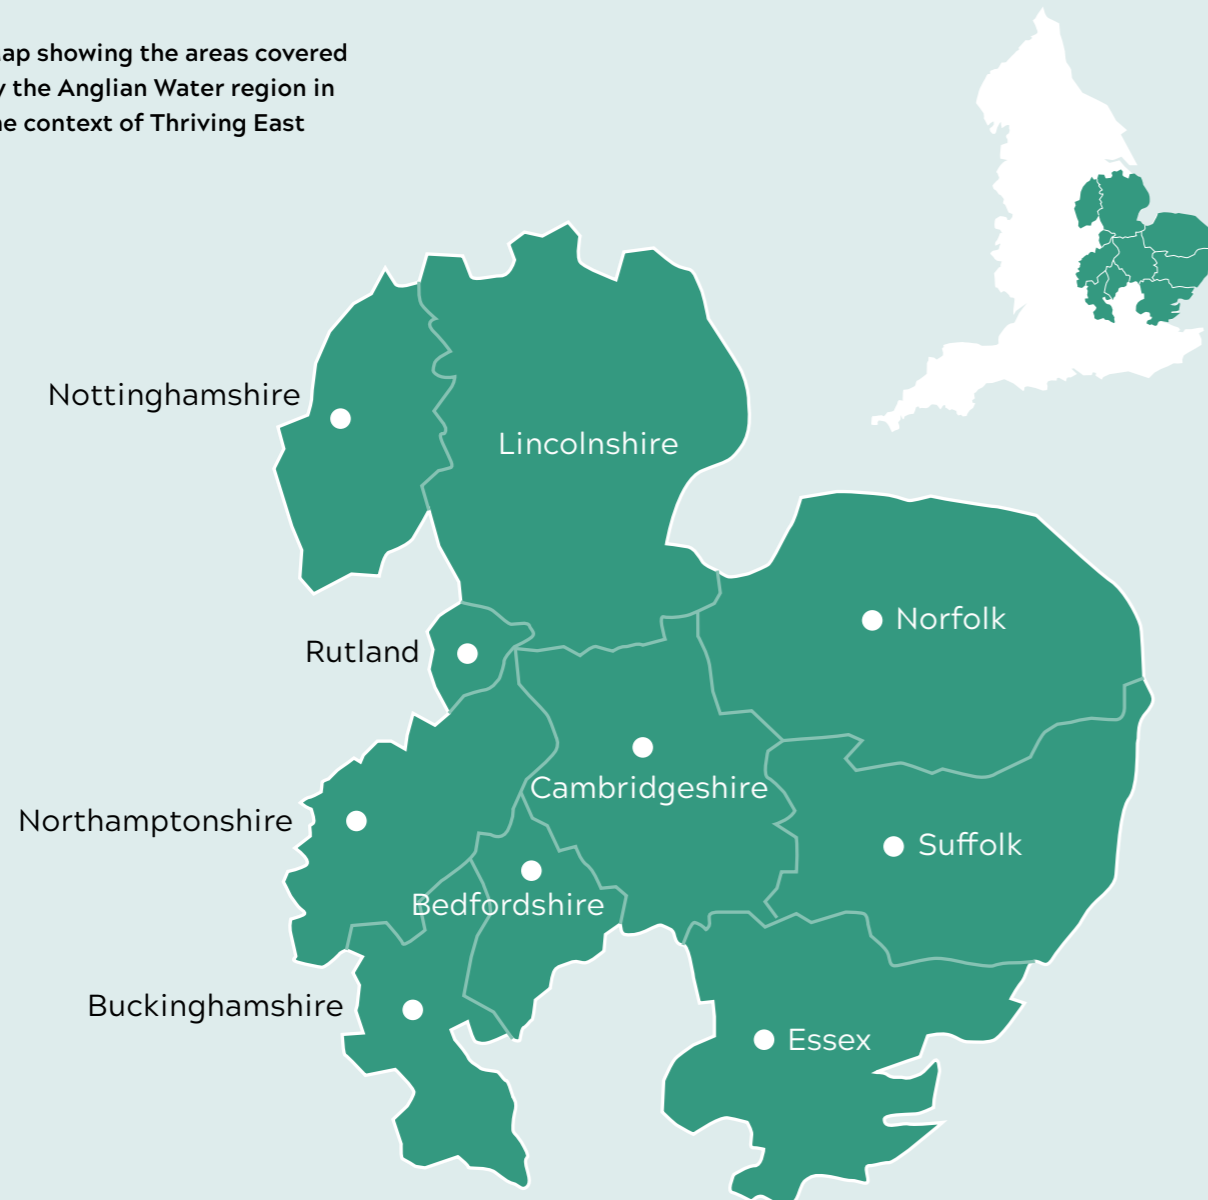 ap showing the areas covered
the Anglian Water region in
e context of Thriving East
Nottinghamshire
Lincolnshire
Norfolk
Rutland
Cambridgeshire
Northamptonshire
Suffolk
Bedfordshire
Buckinghamshire
Essex